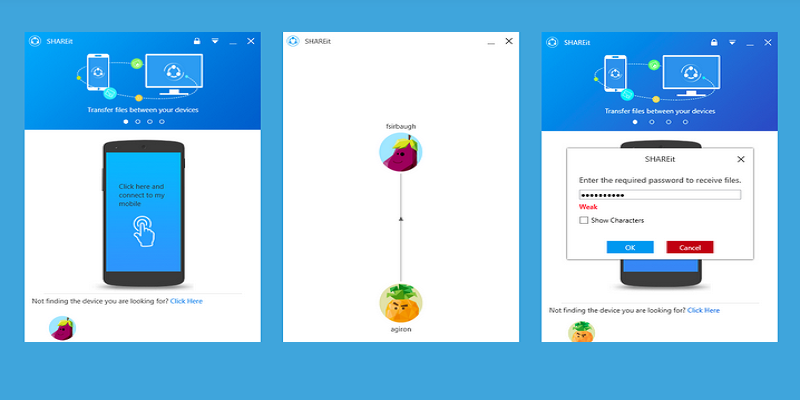 SHAREit
Transfer files between your devices
Click here and
connect to my
mobile
Not finding the device you are looking for? Click Here
SHAREit
fsirbaugh
agiron
SHAREit
Transfer files between your devices
SHAREit
Enter the required password to receive files.
••••••••••
Weak
Show Characters
OK Cancel
Not finding the device you are looking for? Click Here